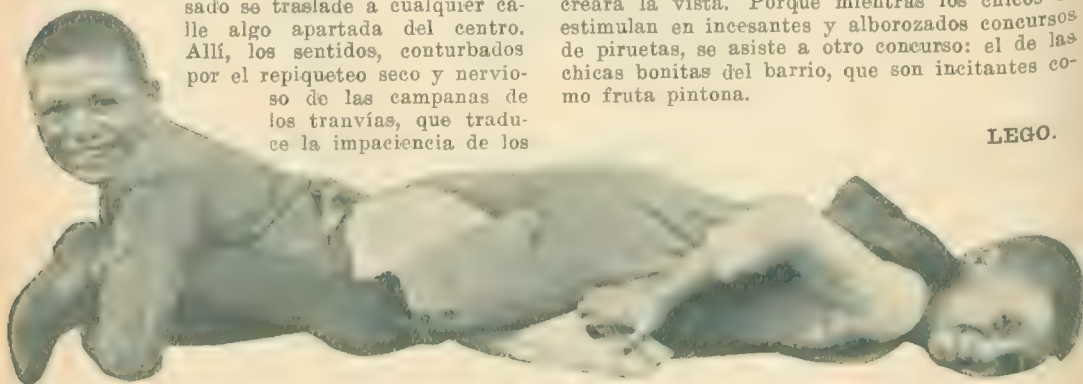 sado se traslade a cualquier ca-
lle algo apartada del centro.
Allí, los sentidos, conturbados
por el repiqueteo seco y nervio-
so de las campanas de
los tranvías, que tradu-
ce la impaciencia de los
creará la vista. Porque mientras los chicos
estimulan en incesantes y alborozados concursos
de piruetas, se asiste a otro concurso: el de las
chicas bonitas del barrio, que son incitantes co-
mo fruta pintona.
LEGO.